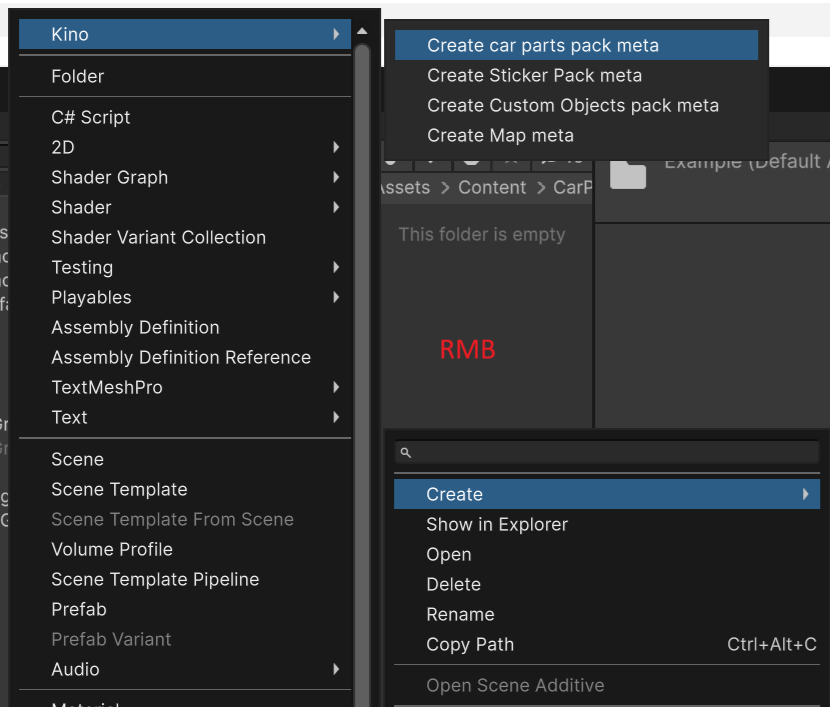 Kino
Folder
C# Script
2D
Shader Graph
Shader
Shader Variant Collection
Testing
Playables
Assembly Definition
Assembly Definition Reference
TextMeshPro
Text
Scene
Scene Template
Scene Template From Scene
Volume Profile
Scene Template Pipeline
Prefab
Prefab Variant
Audio
Create car parts pack meta
Create Sticker Pack meta
Create Custom Objects pack meta
Create Map meta
Example (Default
Assets > Content > CarP
This folder is empty
RMB
Create
Show in Explorer
Open
Delete
Rename
Copy Path Ctrl+Alt+C
Open Scene Additive